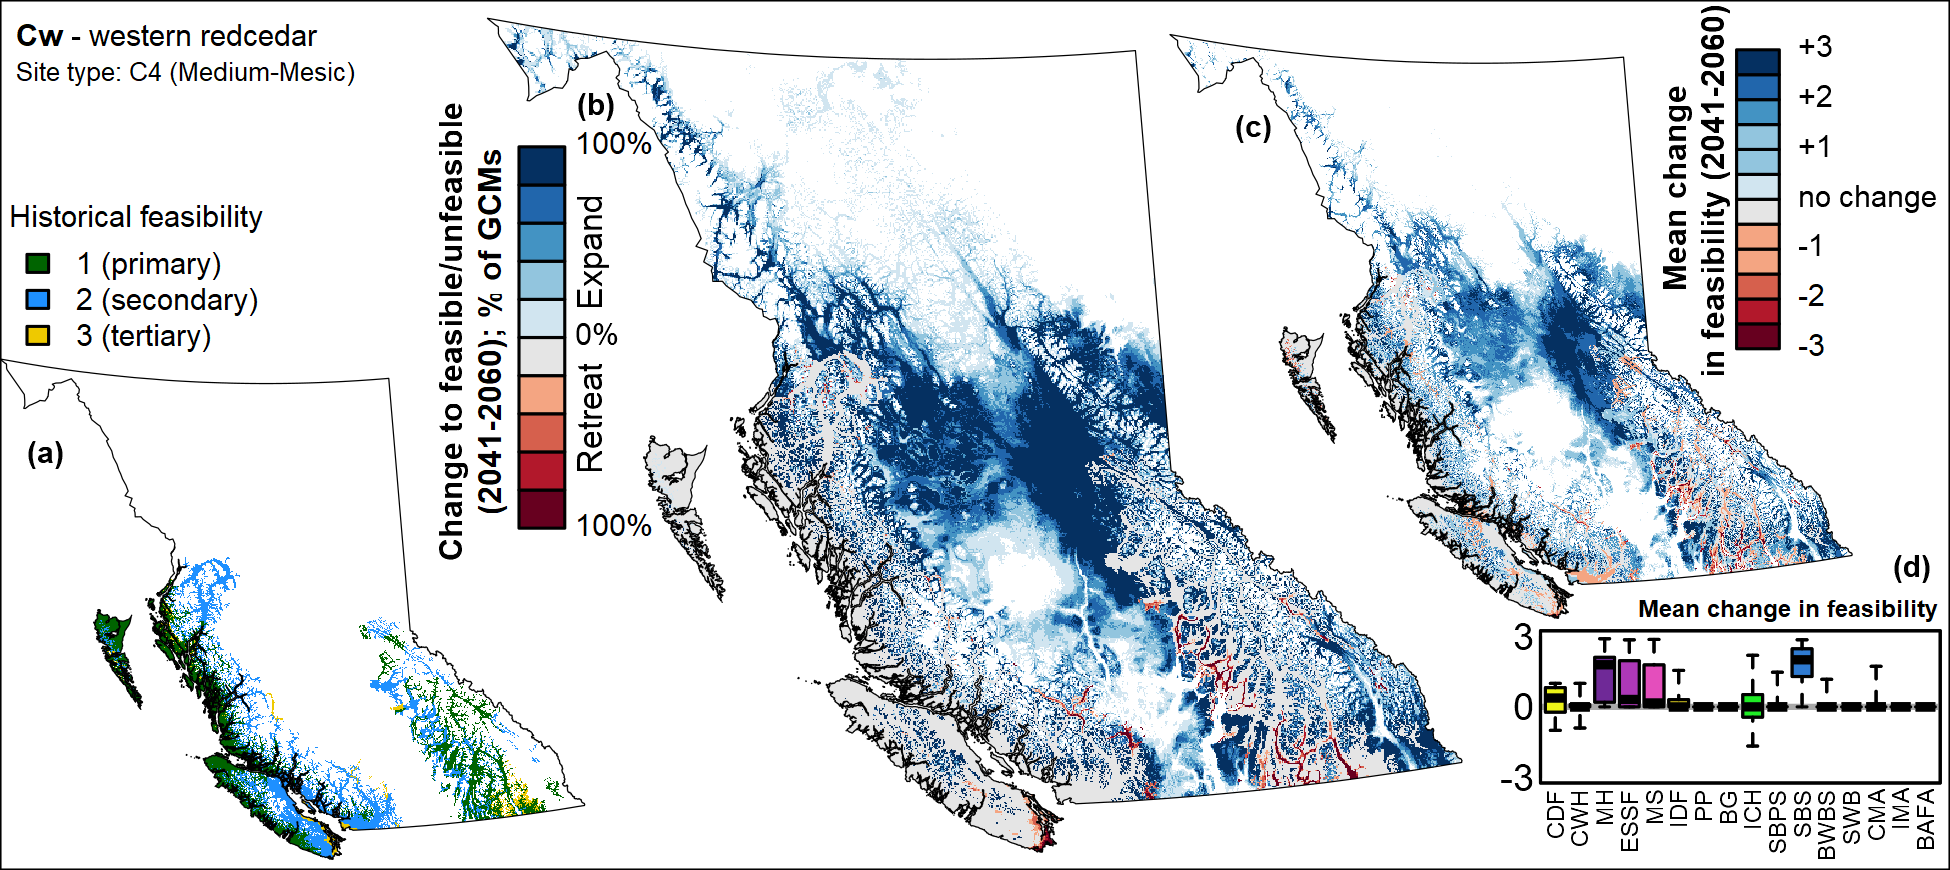 Cw - western redcedar
Site type: C4 (Medium-Mesic)
Historical feasibility
1 (primary)
2 (secondary)
3 (tertiary)
(a)
(b)
Change to feasible/unfeasible
(2041-2060); % of GCMs
100%
Expand
0%
Retreat
100%
(c)
Mean change
in feasibility (2041-2060)
+3
+2
+1
no change
-1
-2
-3
(d)
Mean change in feasibility
3
0
-3
CDF
CWH
MH
ESSF
MS
IDF
PP
BG
ICH
SBPS
SBS
BWBS
SWB
CMA
IMA
BAFA